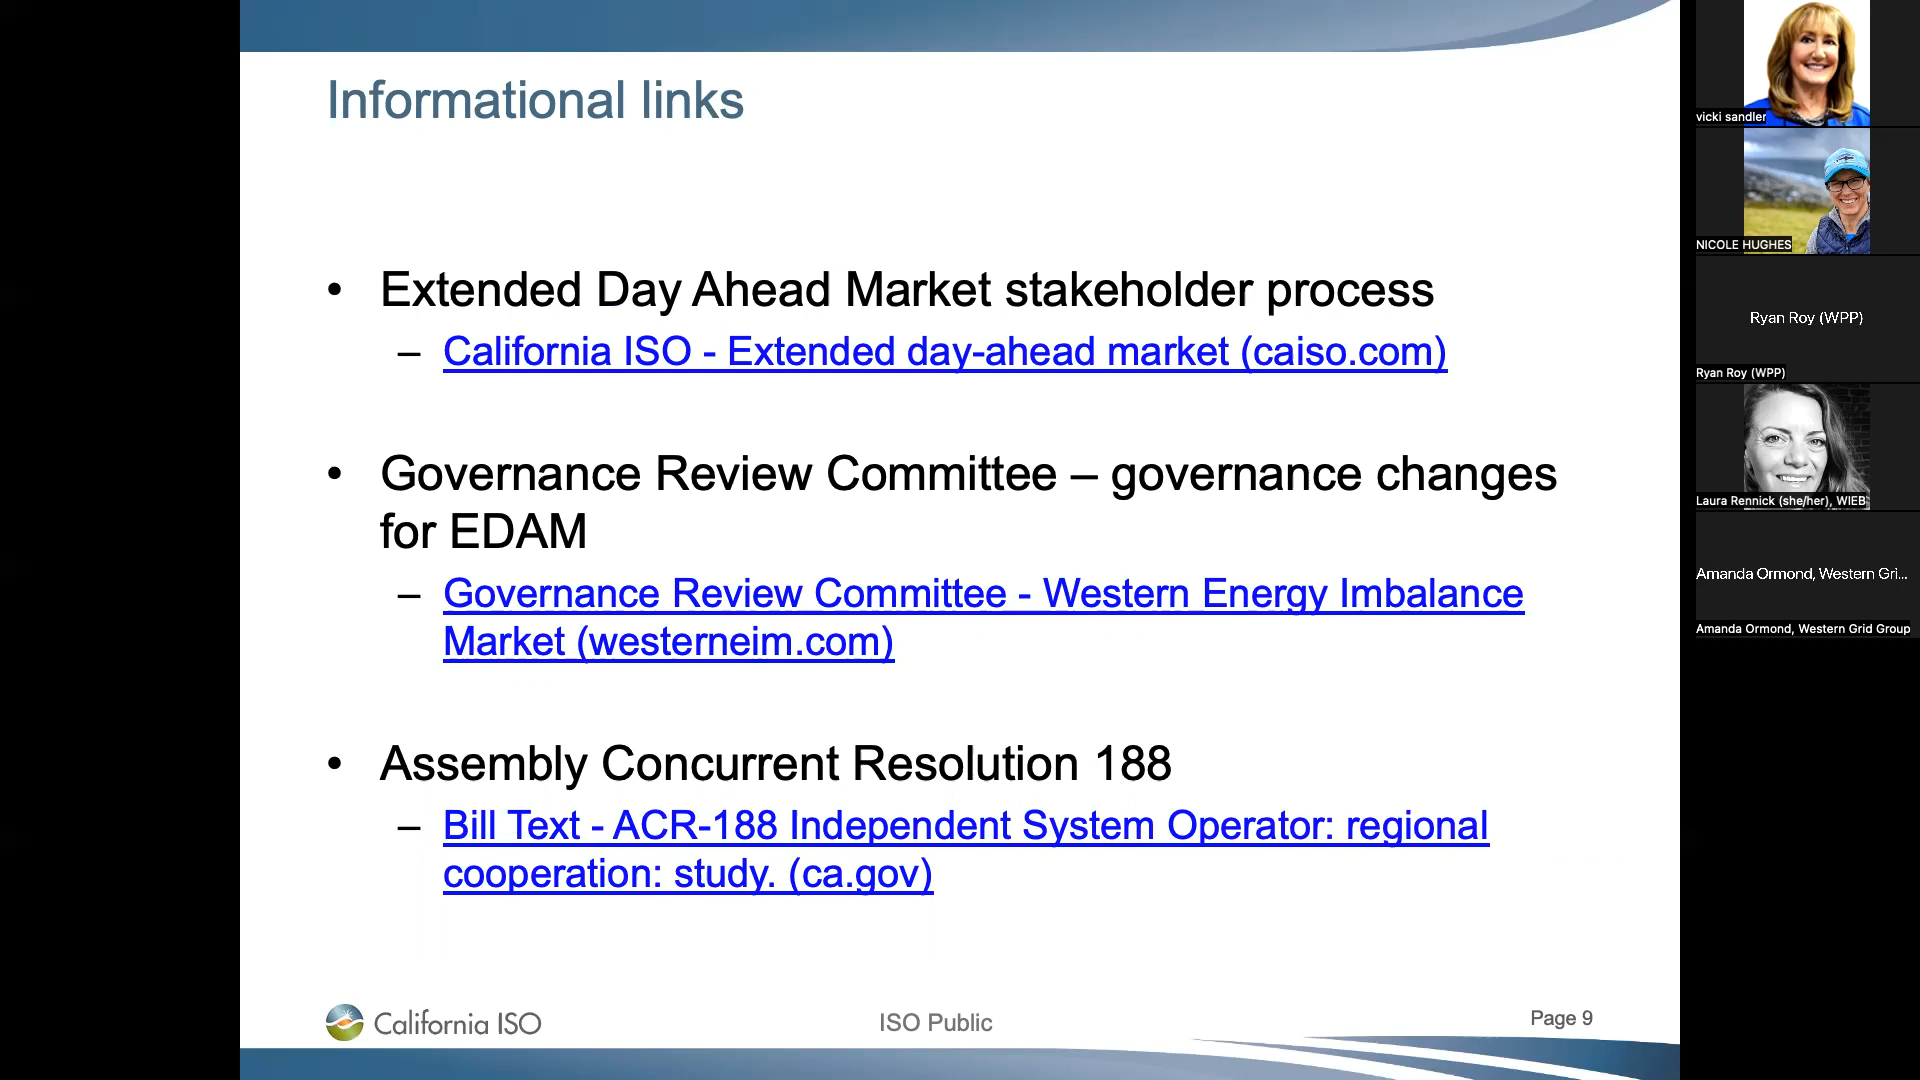 Informational links
• Extended Day Ahead Market stakeholder process
– California ISO - Extended day-ahead market (caiso.com)
• Governance Review Committee – governance changes
for EDAM
– Governance Review Committee - Western Energy Imbalance
Market (westerneim.com)
• Assembly Concurrent Resolution 188
– Bill Text - ACR-188 Independent System Operator: regional
cooperation: study. (ca.gov)
California ISO
ISO Public
Page 9
vicki sandler
NICOLE HUGHES
Ryan Roy (WPP)
Ryan Roy (WPP)
Laura Rennick (she/her), WIEB
Amanda Ormond, Western Gri...
Amanda Ormond, Western Grid Group